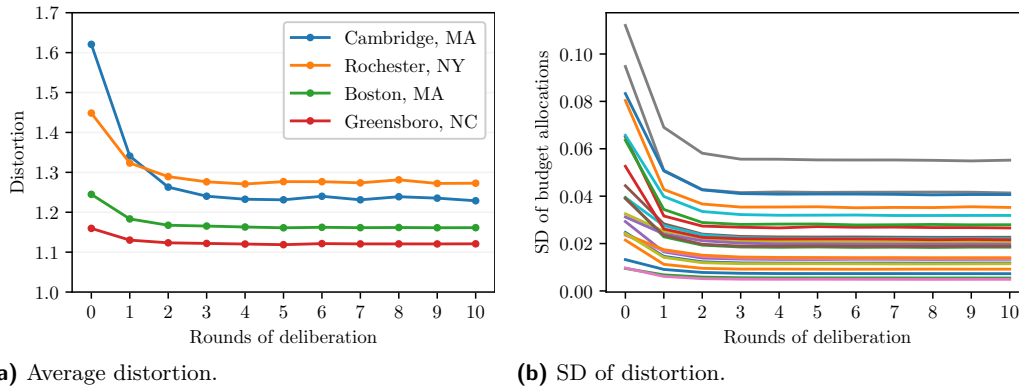 1.7
1.6
1.5
1.4
1.3
1.2
1.1
1.0
Distortion
Cambridge, MA
Rochester, NY
Boston, MA
Greensboro, NC
0 1 2 3 4 5 6 7 8 9 10
Rounds of deliberation
a) Average distortion.
0.10
0.08
0.06
0.04
0.02
0.00
SD of budget allocations
0 1 2 3 4 5 6 7 8 9 10
Rounds of deliberation
(b) SD of distortion.